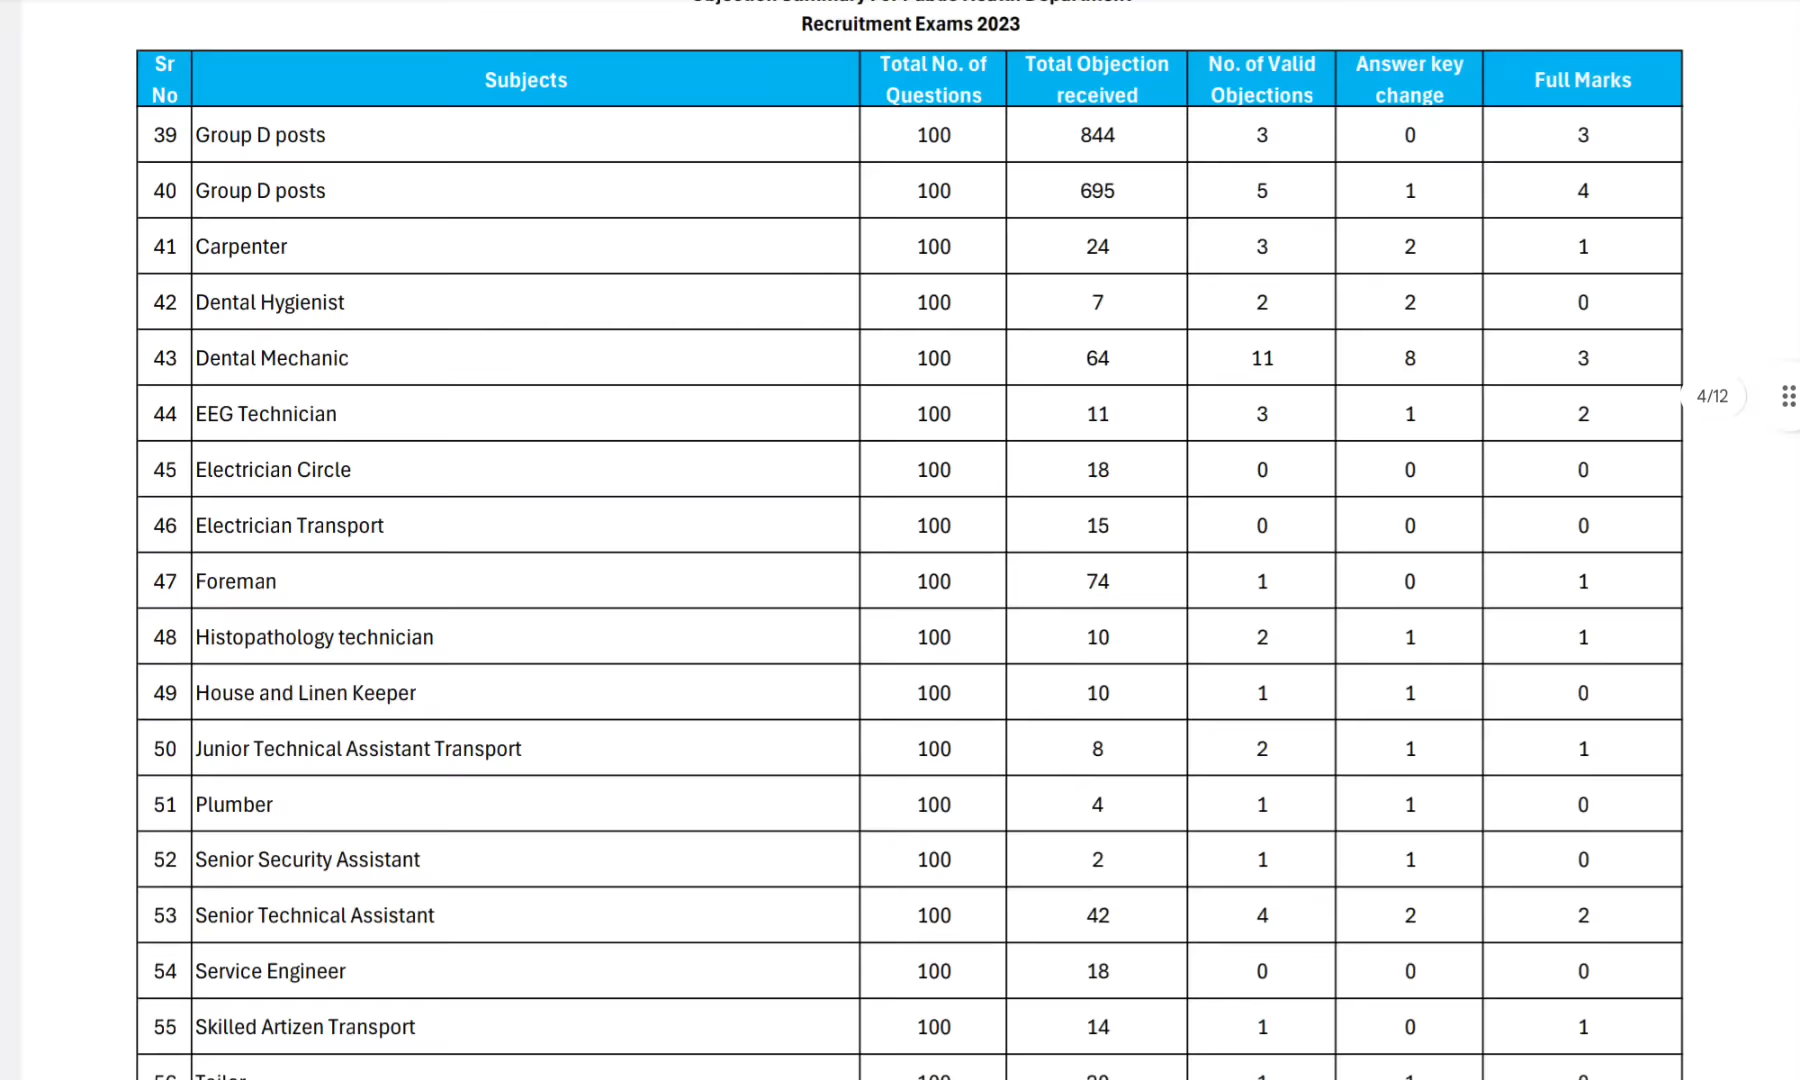 Recruitment Exams 2023
Sr No Subjects Total No. of Questions Total Objection received No. of Valid Objections Answer key change Full Marks
39 Group D posts 100 844 3 0 3
40 Group D posts 100 695 5 1 4
41 Carpenter 100 24 3 2 1
42 Dental Hygienist 100 7 2 2 0
43 Dental Mechanic 100 64 11 8 3
44 EEG Technician 100 11 3 1 2
45 Electrician Circle 100 18 0 0 0
46 Electrician Transport 100 15 0 0 0
47 Foreman 100 74 1 0 1
48 Histopathology technician 100 10 2 1 1
49 House and Linen Keeper 100 10 1 1 0
50 Junior Technical Assistant Transport 100 8 2 1 1
51 Plumber 100 4 1 1 0
52 Senior Security Assistant 100 2 1 1 0
53 Senior Technical Assistant 100 42 4 2 2
54 Service Engineer 100 18 0 0 0
55 Skilled Artizen Transport 100 14 1 0 1
4/12